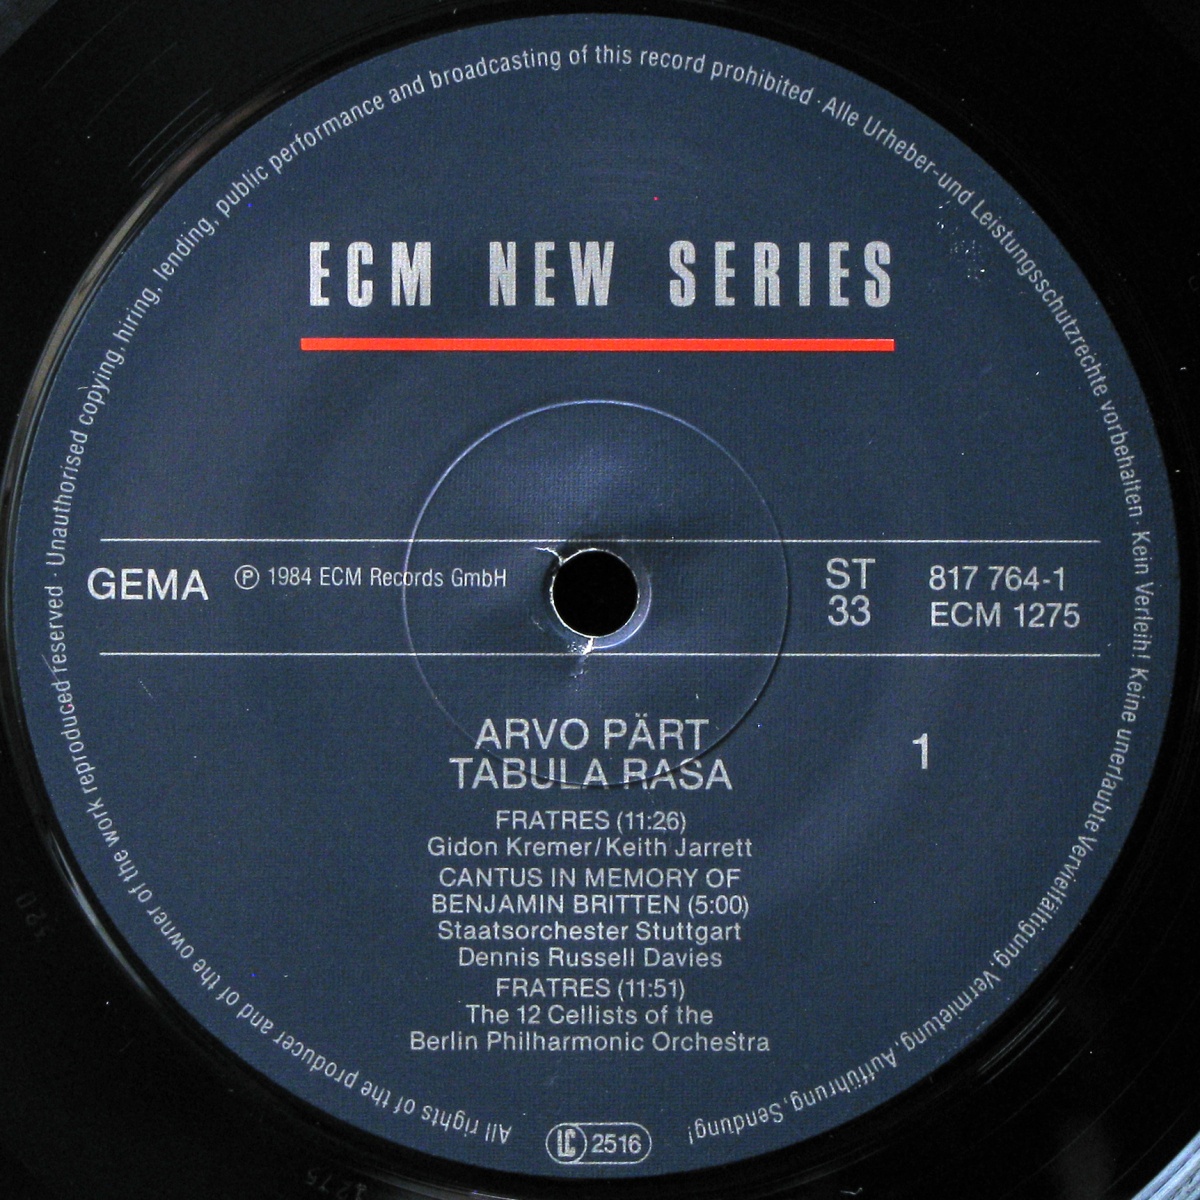 All rights of the producer and of the owner of the work reproduced reserved · Unauthorised copying, hiring, lending, public performance and broadcasting of this record prohibited · Alle Urheber-und Leistungsschutzrechte vorbehalten · Kein Verleih! Keine unerlaubte Vervielfältigung, Vermietung, Aufführung, Sendung!
ECM NEW SERIES
GEMA
℗ 1984 ECM Records GmbH
ST
33
817 764-1
ECM 1275
ARVO PÄRT
TABULA RASA
1
FRATRES (11:26)
Gidon Kremer/Keith Jarrett
CANTUS IN MEMORY OF
BENJAMIN BRITTEN (5:00)
Staatsorchester Stuttgart
Dennis Russell Davies
FRATRES (11:51)
The 12 Cellists of the
Berlin Philharmonic Orchestra
LC 2516